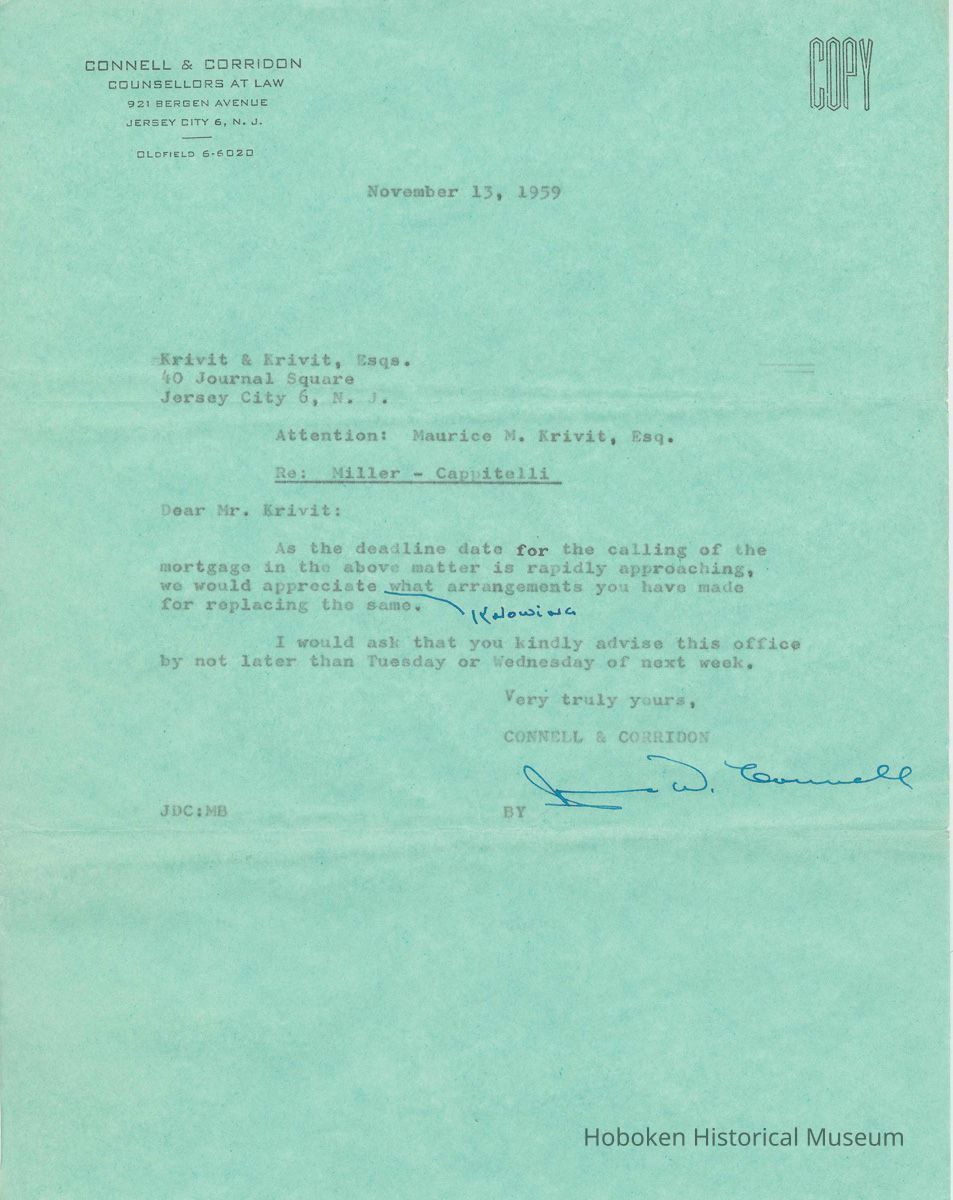 CONNELL & CORRIDON
COUNSELLORS AT LAW
921 BERGEN AVENUE
JERSEY CITY 6, N. J.
OLDFIELD 6-6020
COPY
November 13, 1959
Krivit & Krivit, Esqs.
40 Journal Square
Jersey City 6, N. J.
Attention: Maurice M. Krivit, Esq.
Re: Miller - Cappitelli
Dear Mr. Krivit:
As the deadline date for the calling of the
mortgage in the above matter is rapidly approaching,
we would appreciate what arrangements you have made
for replacing the same.
KNOWING
I would ask that you kindly advise this office
by not later than Tuesday or Wednesday of next week.
Very truly yours,
CONNELL & CORRIDON
D. Connell
JDC:MB
BY
Hoboken Historical Museum